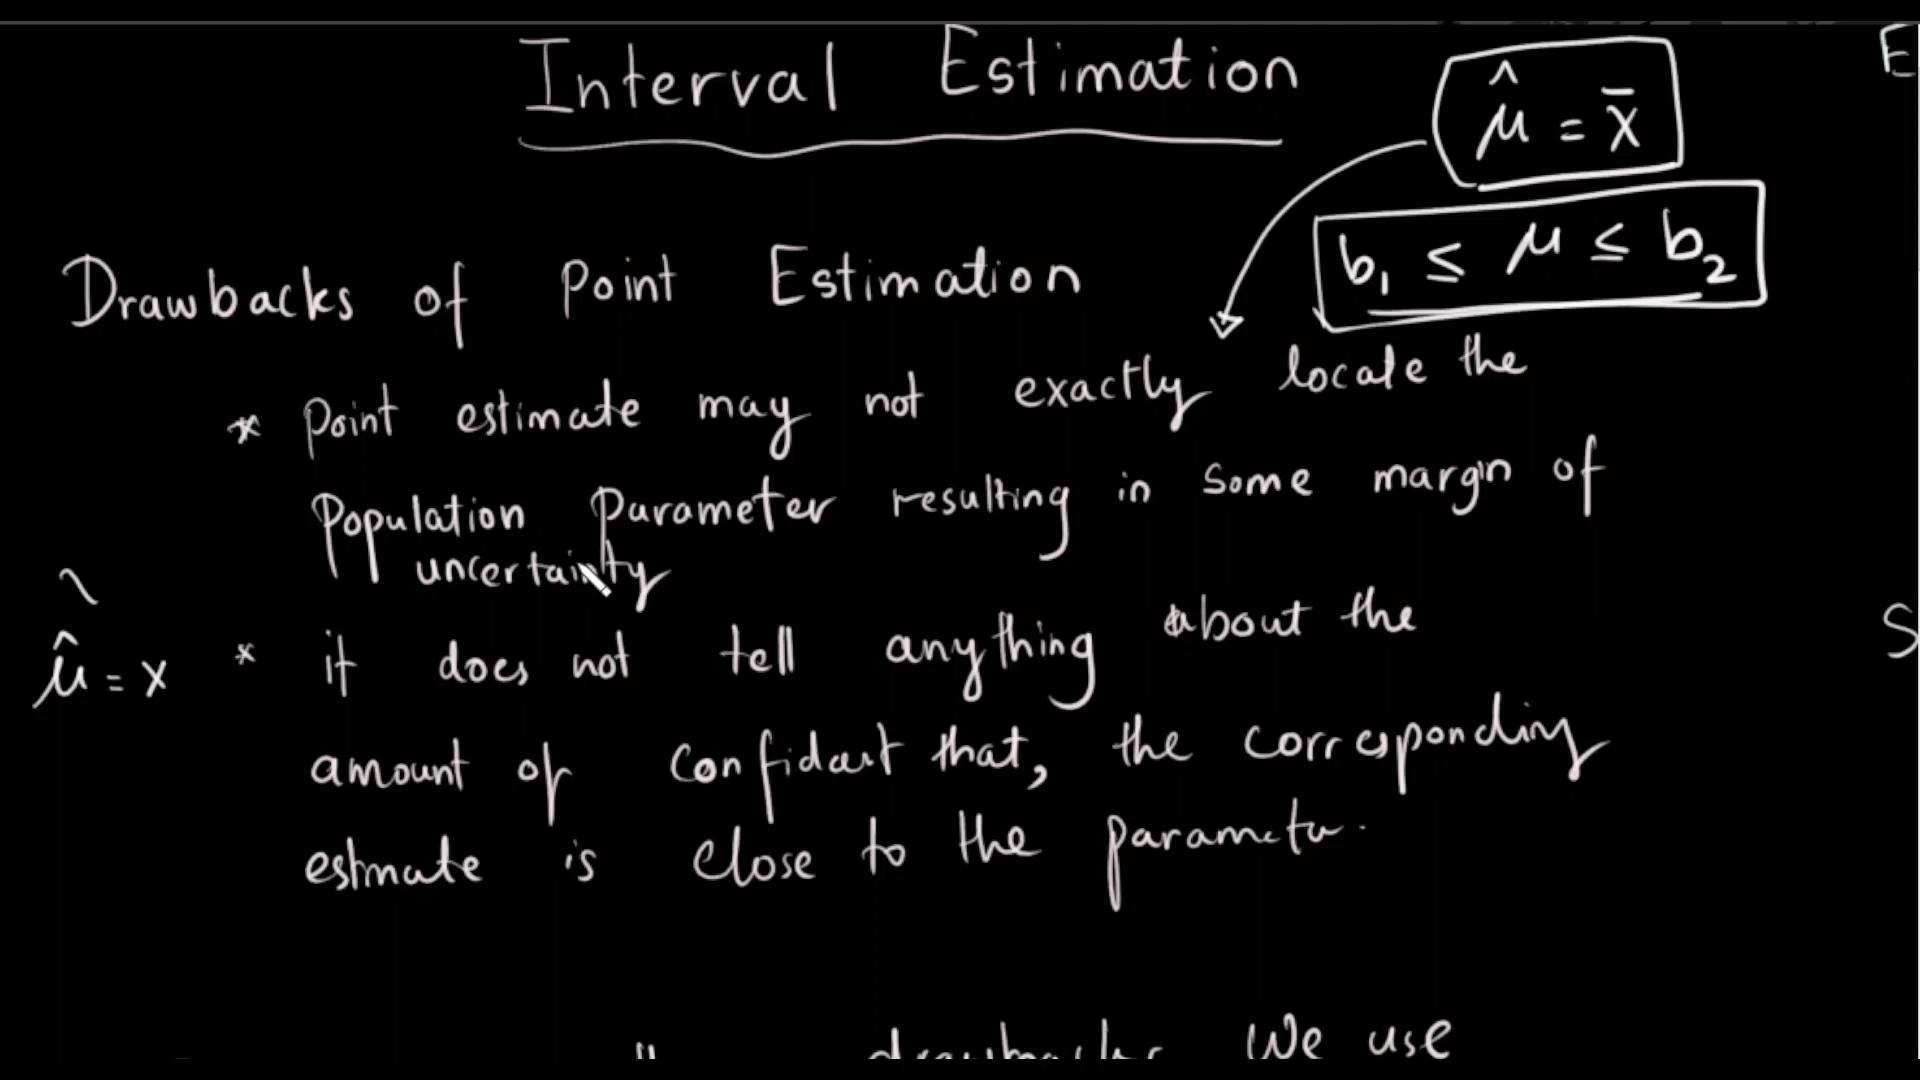 Interval Estimation
μ̂ = x̄
b₁ ≤ μ ≤ b₂
E
Drawbacks of Point Estimation
* Point estimate may not exactly locate the
Population Parameter resulting in some margin of
uncertainty
μ̂ = x
* it does not tell anything about the
S
amount of confidant that, the corresponding
estmate is close to the parameter.
drawbacks We use